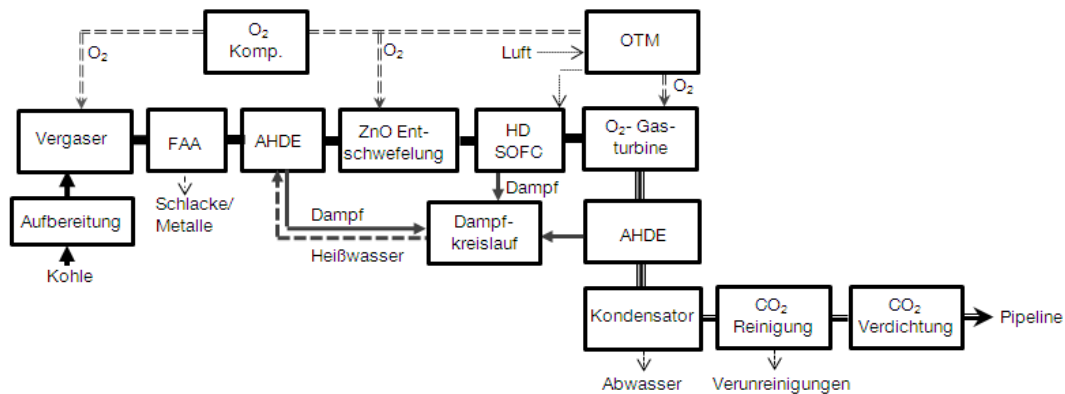 O₂
Komp.
OTM
O₂
O₂
Luft
O₂
Vergaser
FAA
AHDE
ZnO Ent-
schwefelung
HD
SOFC
O₂- Gas-
turbine
Aufbereitung
Schlacke/
Metalle
Dampf
Dampf
Dampf-
kreislauf
AHDE
Heißwasser
Kohle
Kondensator
CO₂
Reinigung
CO₂
Verdichtung
Pipeline
Abwasser
Verunreinigungen